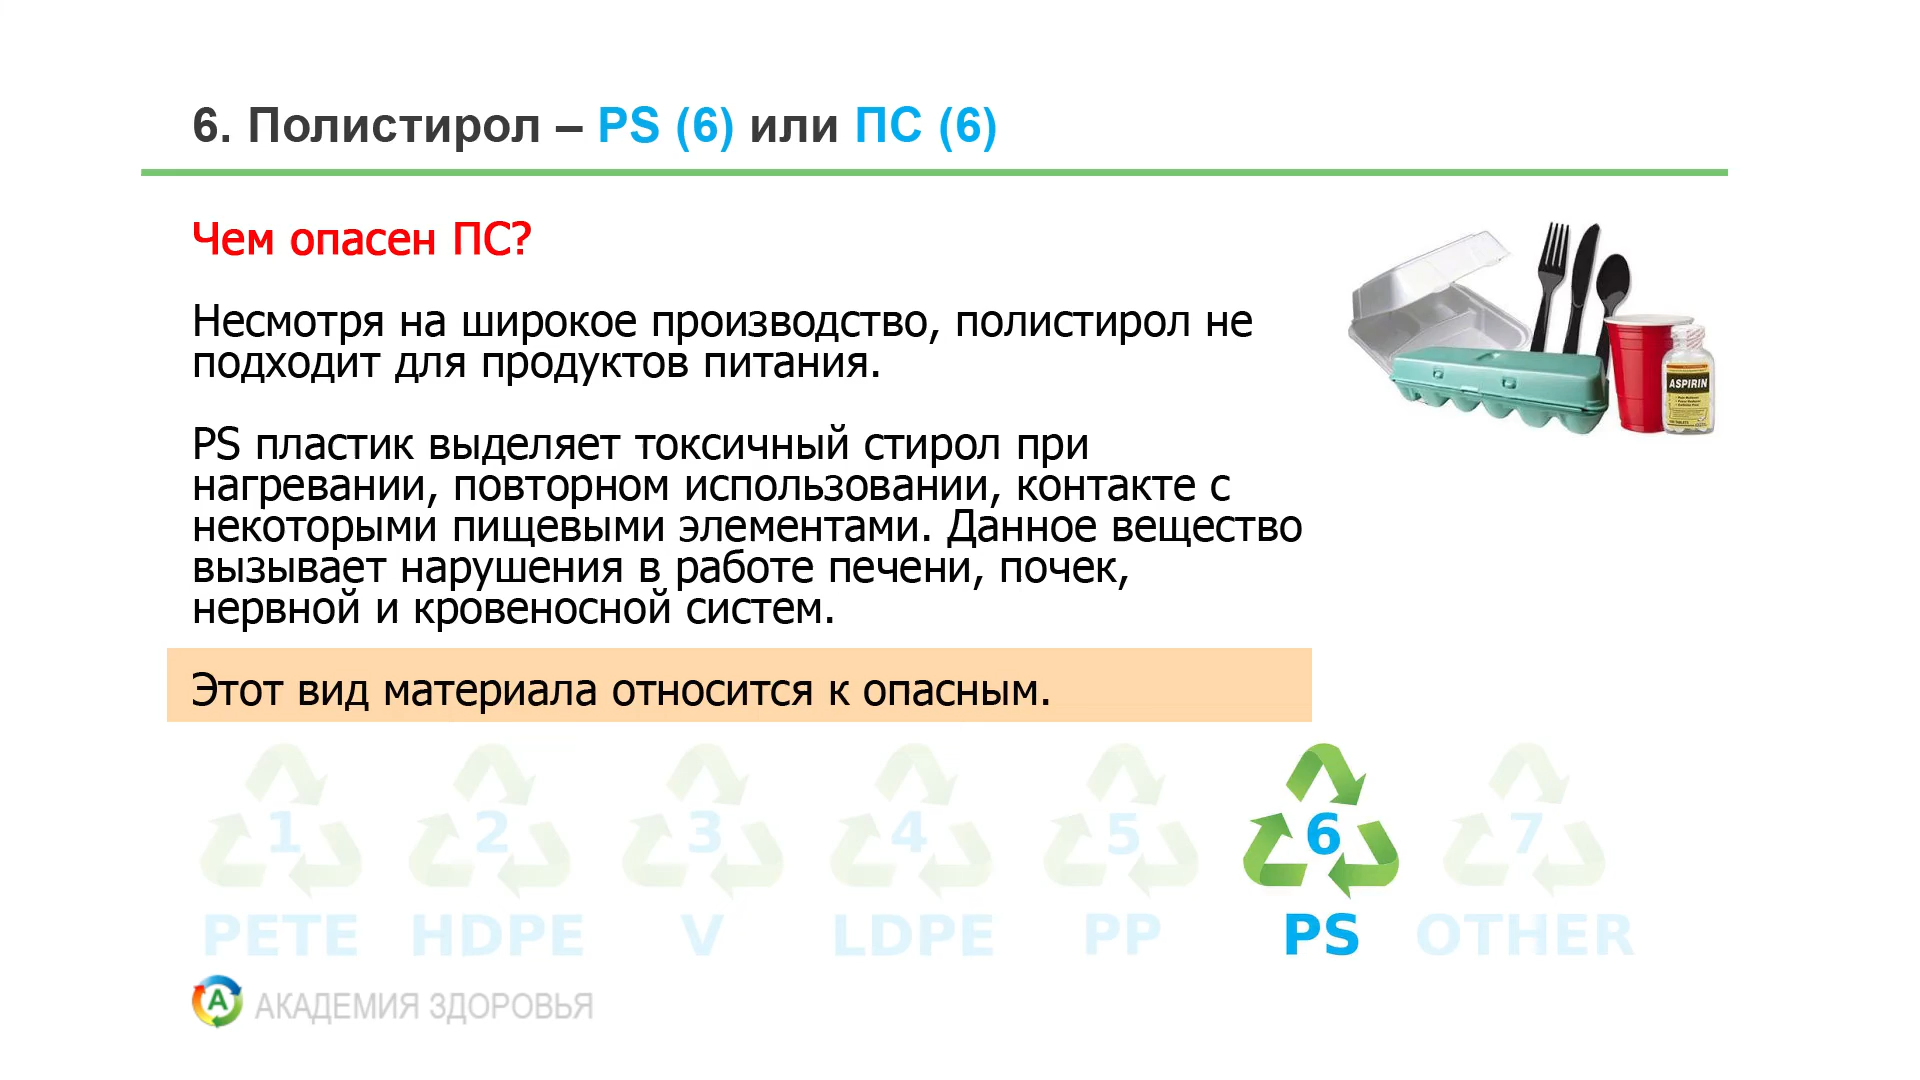 6. Полистирол – PS (6) или ПС (6)
Чем опасен ПС?
Несмотря на широкое производство, полистирол не
подходит для продуктов питания.
PS пластик выделяет токсичный стирол при
нагревании, повторном использовании, контакте с
некоторыми пищевыми элементами. Данное вещество
вызывает нарушения в работе печени, почек,
нервной и кровеносной систем.
ASPIRIN
Этот вид материала относится к опасным.
1 2 3 4 5 6 7
PETE HDPE V LDPE PP PS OTHER
А АКАДЕМИЯ ЗДОРОВЬЯ